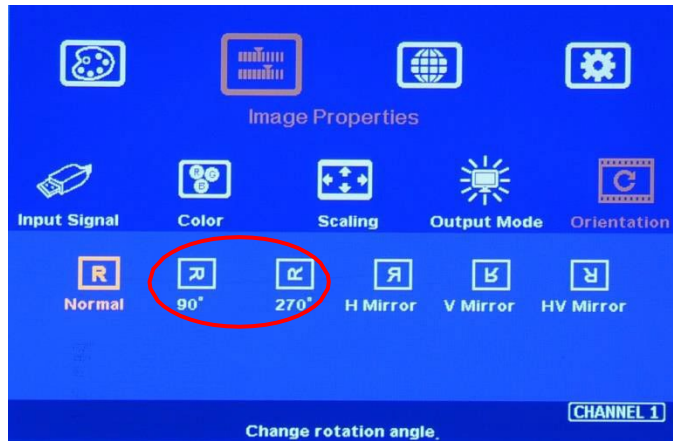 Image Properties
Input Signal Color Scaling Output Mode Orientation
Normal 90° 270° H Mirror V Mirror HV Mirror
CHANNEL 1
Change rotation angle.